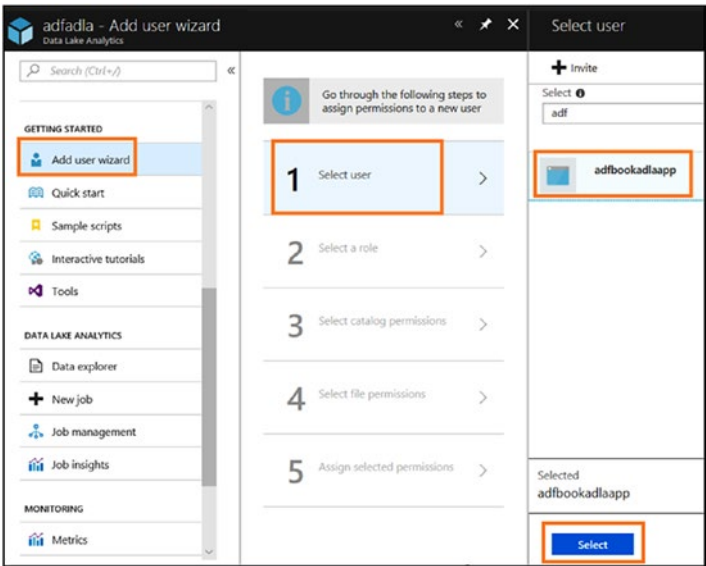 adfadla - Add user wizard
Data Lake Analytics
Search (Ctrl+/)
GETTING STARTED
Add user wizard
Quick start
Sample scripts
Interactive tutorials
Tools
DATA LAKE ANALYTICS
Data explorer
New job
Job management
Job insights
MONITORING
Metrics
Go through the following steps to
assign permissions to a new user
1 Select user
2 Select a role
3 Select catalog permissions
4 Select file permissions
5 Assign selected permissions
Select user
Invite
Select
adf
adfbookadlaapp
Selected
adfbookadlaapp
Select